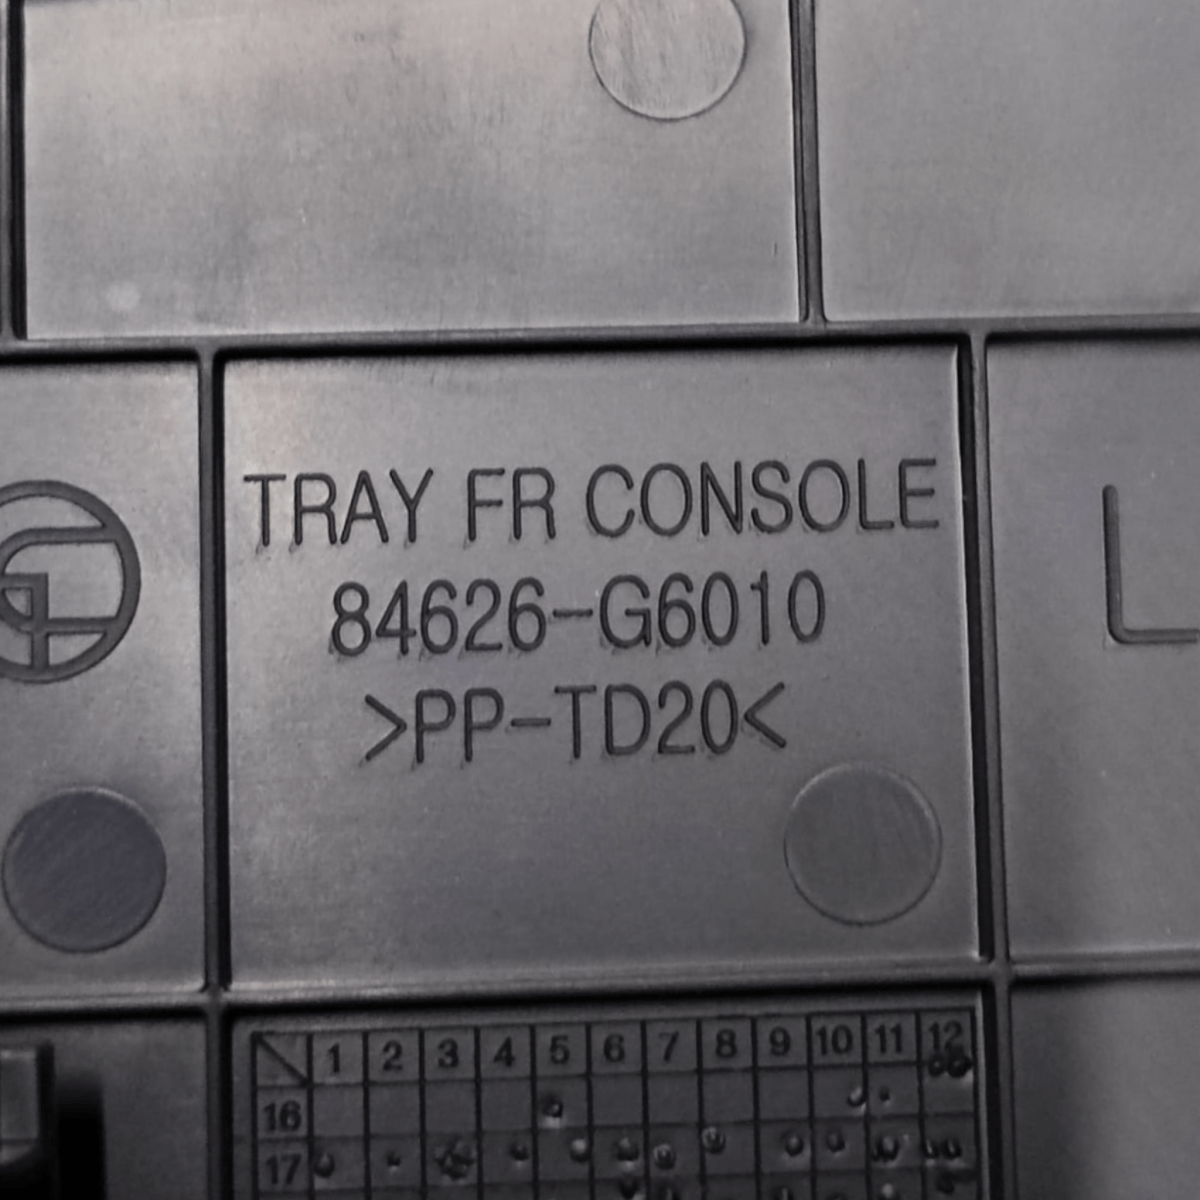 TRAY FR CONSOLE
84626-G6010
>PP-TD20<
L
1 2 3 4 5 6 7 8 9 10 11 12
16
17